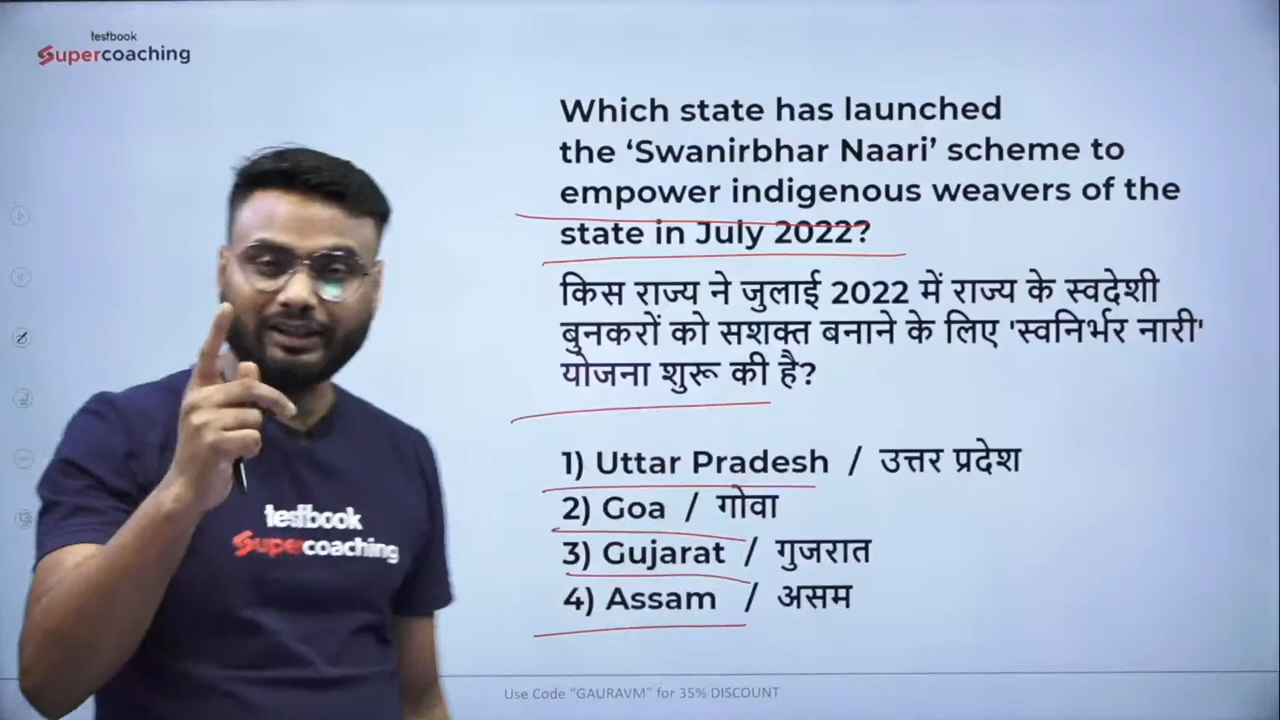 testbook
Supercoaching
Which state has launched
the ‘Swanirbhar Naari’ scheme to
empower indigenous weavers of the
state in July 2022?
किस राज्य ने जुलाई 2022 में राज्य के स्वदेशी
बुनकरों को सशक्त बनाने के लिए 'स्वनिर्भर नारी'
योजना शुरू की है?
1) Uttar Pradesh / उत्तर प्रदेश
2) Goa / गोवा
3) Gujarat / गुजरात
4) Assam / असम
testbook
Supercoaching
Use Code “GAURAVM” for 35% DISCOUNT